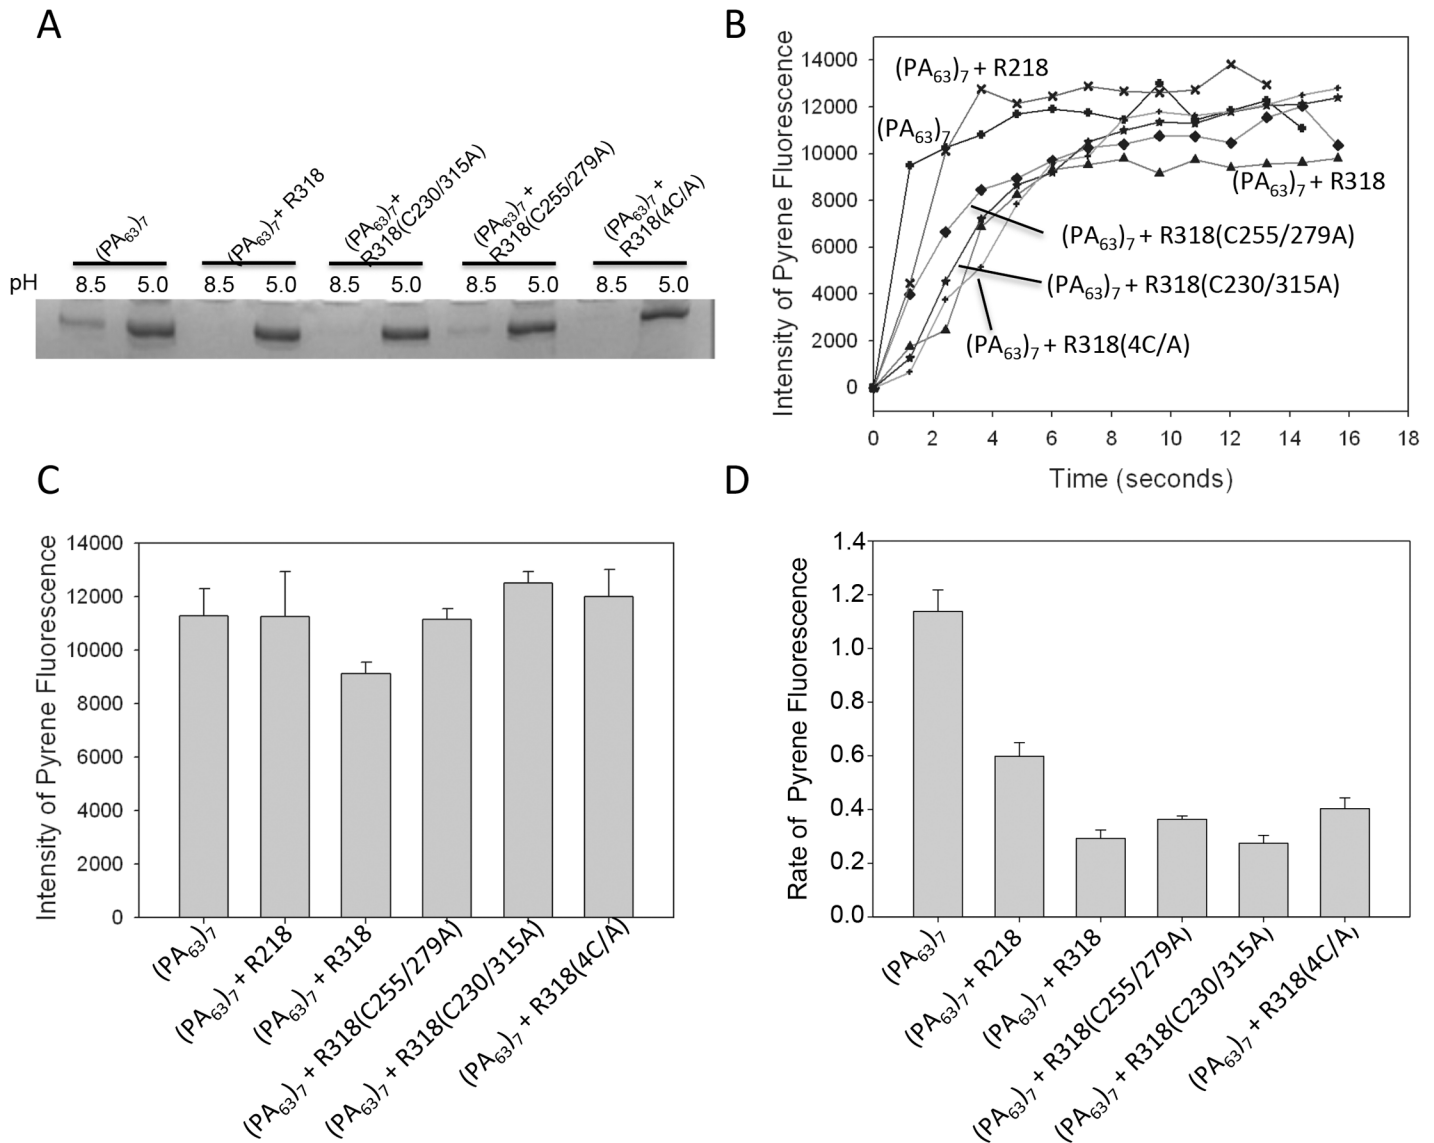 A
(PA63)7
(PA63)7 + R318
(PA63)7 +
R318(C230/315A)
(PA63)7 +
R318(C255/279A)
(PA63)7 +
R318(4C/A)
pH
8.5 5.0 8.5 5.0 8.5 5.0 8.5 5.0 8.5 5.0
B
Intensity of Pyrene Fluorescence
14000
12000
10000
8000
6000
4000
2000
0
(PA63)7 + R218
(PA63)7
(PA63)7 + R318
(PA63)7 + R318(C255/279A)
(PA63)7 + R318(C230/315A)
(PA63)7 + R318(4C/A)
0 2 4 6 8 10 12 14 16 18
Time (seconds)
C
Intensity of Pyrene Fluorescence
14000
12000
10000
8000
6000
4000
2000
0
(PA63)7
(PA63)7 + R218
(PA63)7 + R318
(PA63)7 + R318(C255/279A)
(PA63)7 + R318(C230/315A)
(PA63)7 + R318(4C/A)
D
Rate of Pyrene Fluorescence
1.4
1.2
1.0
0.8
0.6
0.4
0.2
0.0
(PA63)7
(PA63)7 + R218
(PA63)7 + R318
(PA63)7 + R318(C255/279A)
(PA63)7 + R318(C230/315A)
(PA63)7 + R318(4C/A)